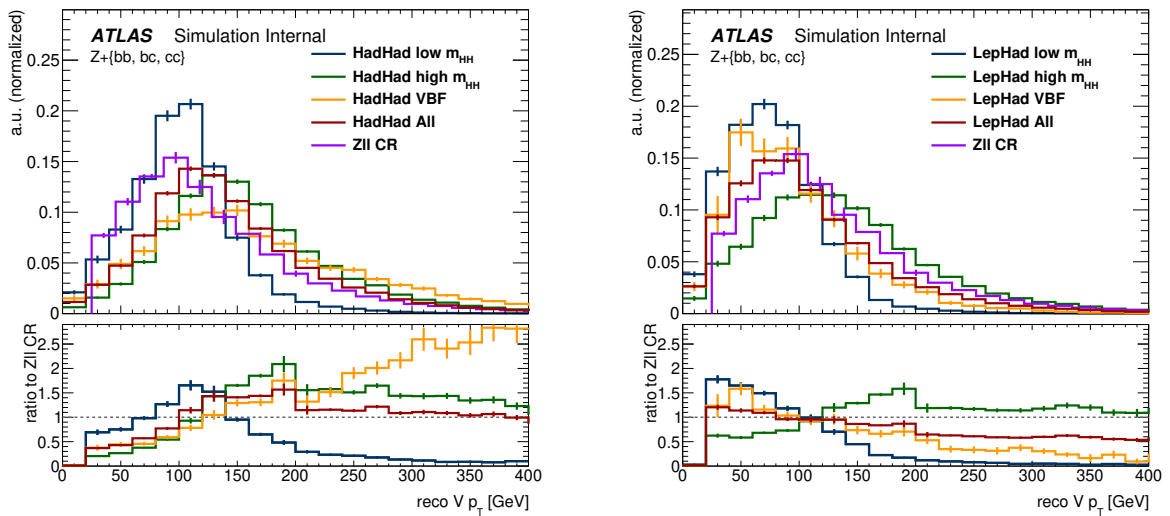 ATLAS Simulation Internal
Z+{bb, bc, cc}
HadHad low m_HH
HadHad high m_HH
HadHad VBF
HadHad All
Zll CR
a.u. (normalized)
0.25
0.2
0.15
0.1
0.05
0
ratio to Zll CR
2.5
2
1.5
1
0.5
0
0 50 100 150 200 250 300 350 400
reco V p_T [GeV]
ATLAS Simulation Internal
Z+{bb, bc, cc}
LepHad low m_HH
LepHad high m_HH
LepHad VBF
LepHad All
Zll CR
a.u. (normalized)
0.25
0.2
0.15
0.1
0.05
0
ratio to Zll CR
2.5
2
1.5
1
0.5
0
0 50 100 150 200 250 300 350 400
reco V p_T [GeV]